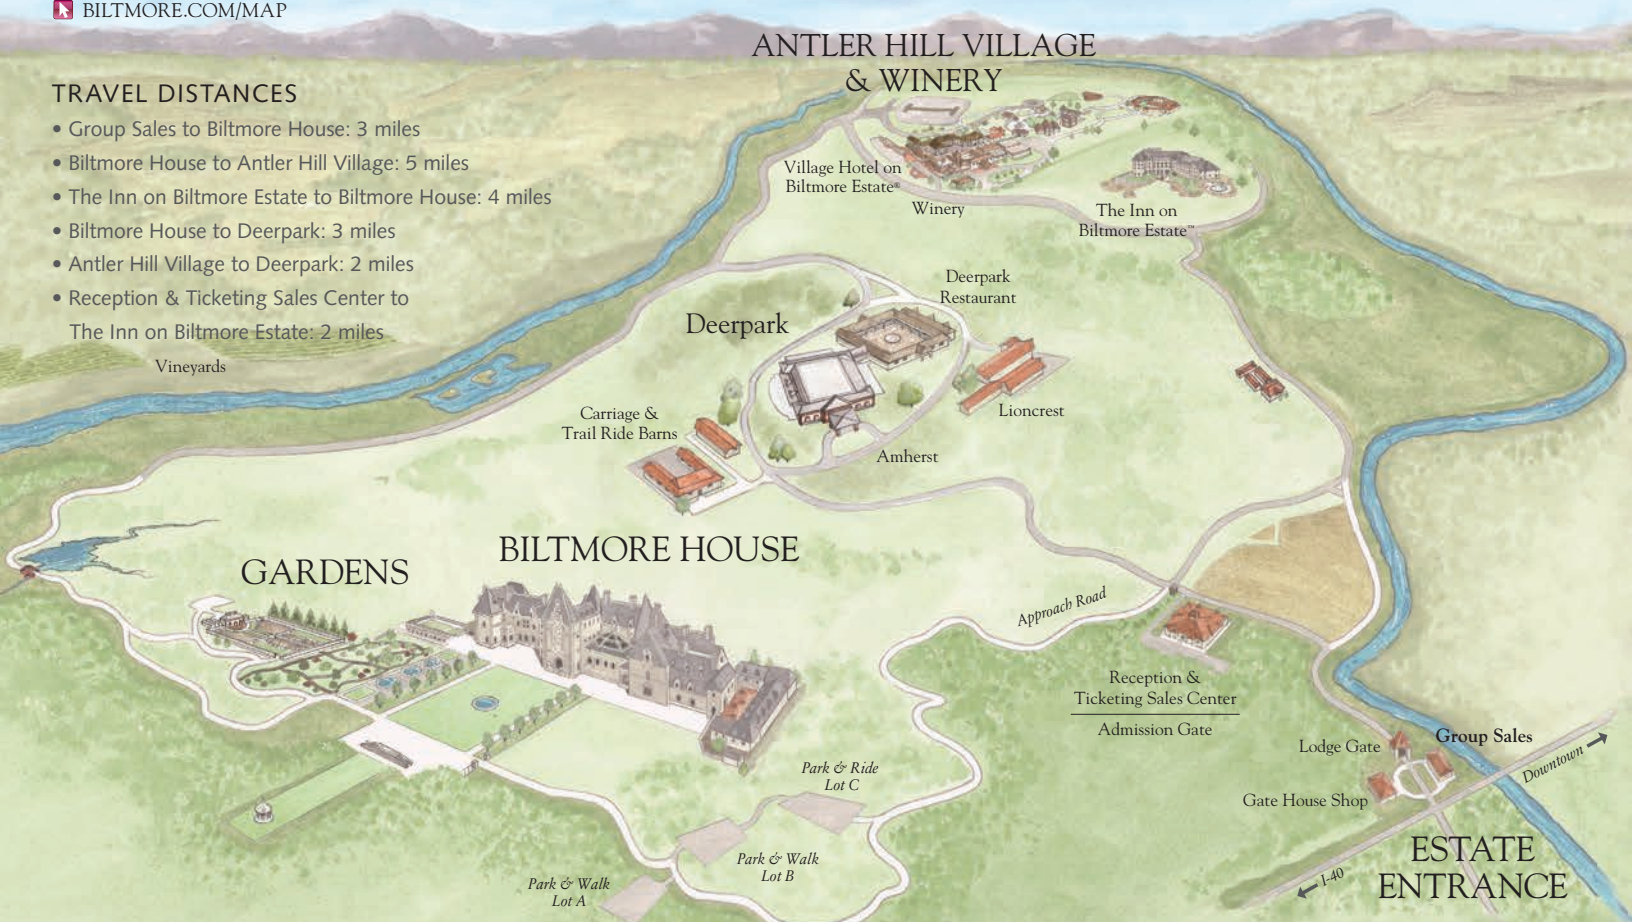 BILTMORE.COM/MAP
ANTLER HILL VILLAGE
& WINERY
TRAVEL DISTANCES
• Group Sales to Biltmore House: 3 miles
• Biltmore House to Antler Hill Village: 5 miles
• The Inn on Biltmore Estate to Biltmore House: 4 miles
• Biltmore House to Deerpark: 3 miles
• Antler Hill Village to Deerpark: 2 miles
• Reception & Ticketing Sales Center to
The Inn on Biltmore Estate: 2 miles
Village Hotel on
Biltmore Estate®
Winery
The Inn on
Biltmore Estate™
Deerpark
Restaurant
Deerpark
Vineyards
Carriage &
Trail Ride Barns
Lioncrest
Amherst
BILTMORE HOUSE
GARDENS
Approach Road
Reception &
Ticketing Sales Center
Admission Gate
Lodge Gate
Group Sales
Downtown
Gate House Shop
Park & Ride
Lot C
Park & Walk
Lot B
Park & Walk
Lot A
I-40
ESTATE
ENTRANCE